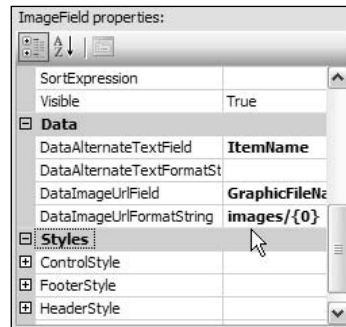 ImageField properties:
SortExpression
Visible True
Data
DataAlternateTextField ItemName
DataAlternateTextFormatSt
DataImageUrlField GraphicFileNa
DataImageUrlFormatString images/{0}
Styles
ControlStyle
FooterStyle
HeaderStyle